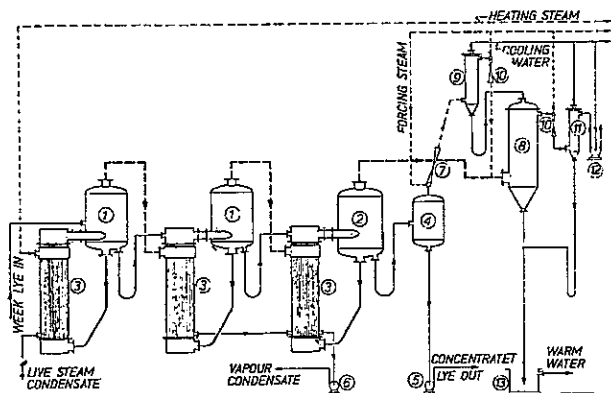 HEATING STEAM
COOLING
WATER
FORCING STEAM
9
10
10
11
8
12
7
1
1
2
4
WEEK LYE IN
3
3
3
LIVE STEAM
CONDENSATE
VAPOUR
CONDENSATE
6
5
CONCENTRATET
LYE OUT
13
WARM
WATER